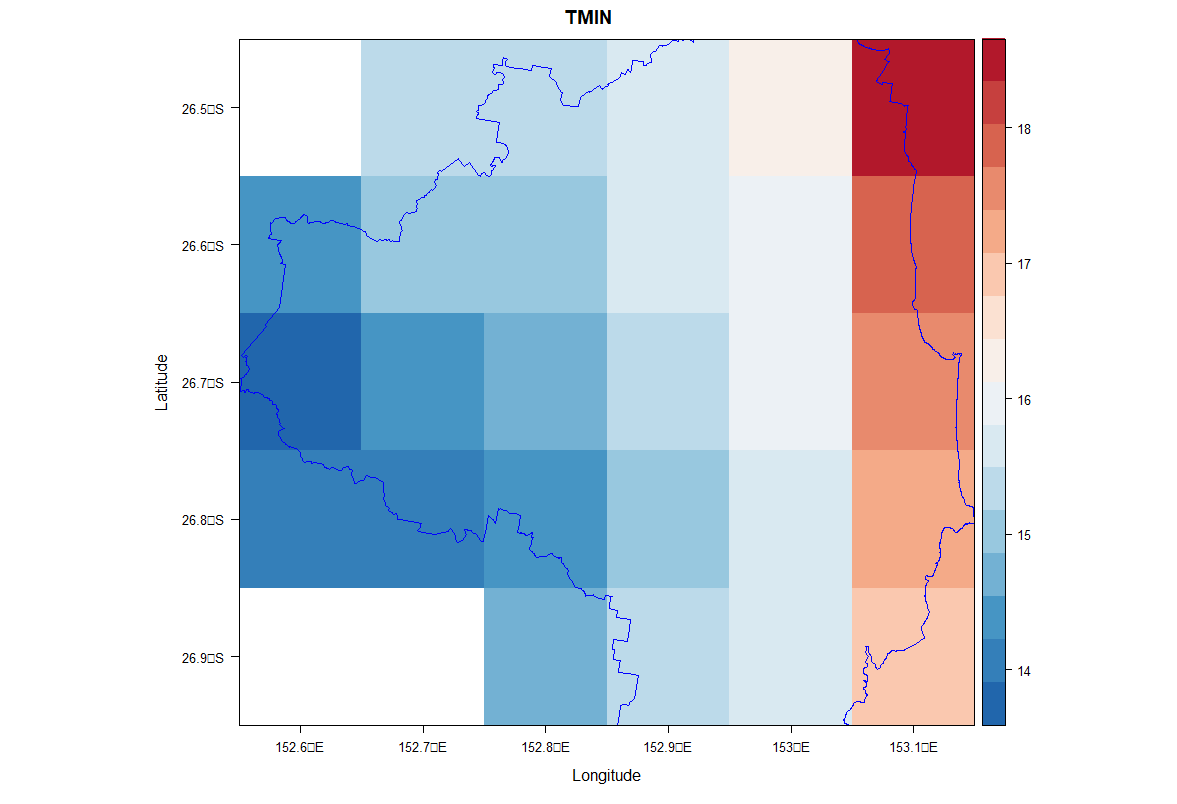 TMIN
26.5□S
26.6□S
26.7□S
26.8□S
26.9□S
Latitude
18
17
16
15
14
152.6□E
152.7□E
152.8□E
152.9□E
153□E
153.1□E
Longitude